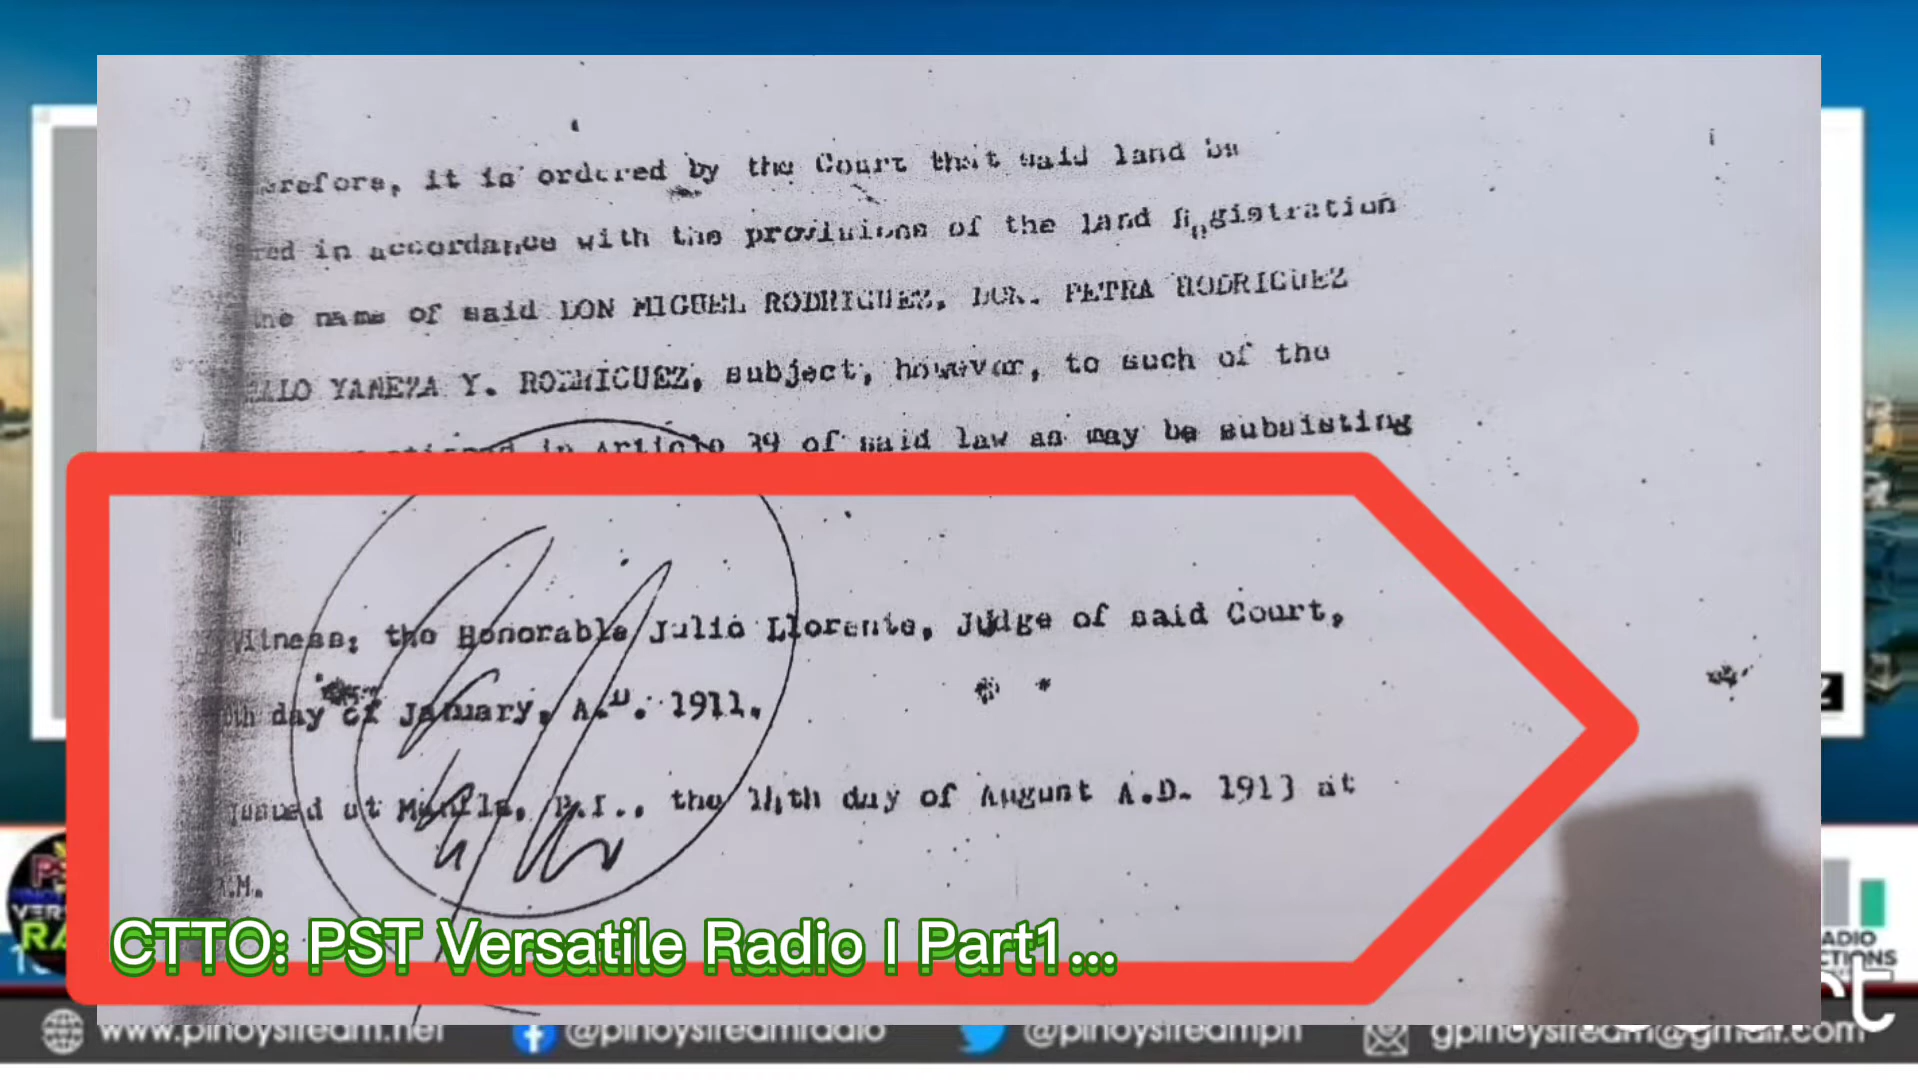 erefore, it is ordered by the Court that said land be
red in accordance with the provisions of the land Registration
the name of said DON MIGUEL RODRIGUEZ, DON. PETRA RODRIGUEZ
ALLO YANEZA Y. RODRIGUEZ, subject, however, to such of the
in Article 39 of said law as may be subsisting
Witness: the Honorable Julio Llorente, Judge of said Court,
th day of January, A.D. 1911.
Issued at Manila, P.I., the 14th day of August A.D. 1913 at
.M.
CTTO: PST Versatile Radio I Part1...
www.pinoystream.net @pinoystreamradio @pinoystreamph gpinoystream@gmail.com